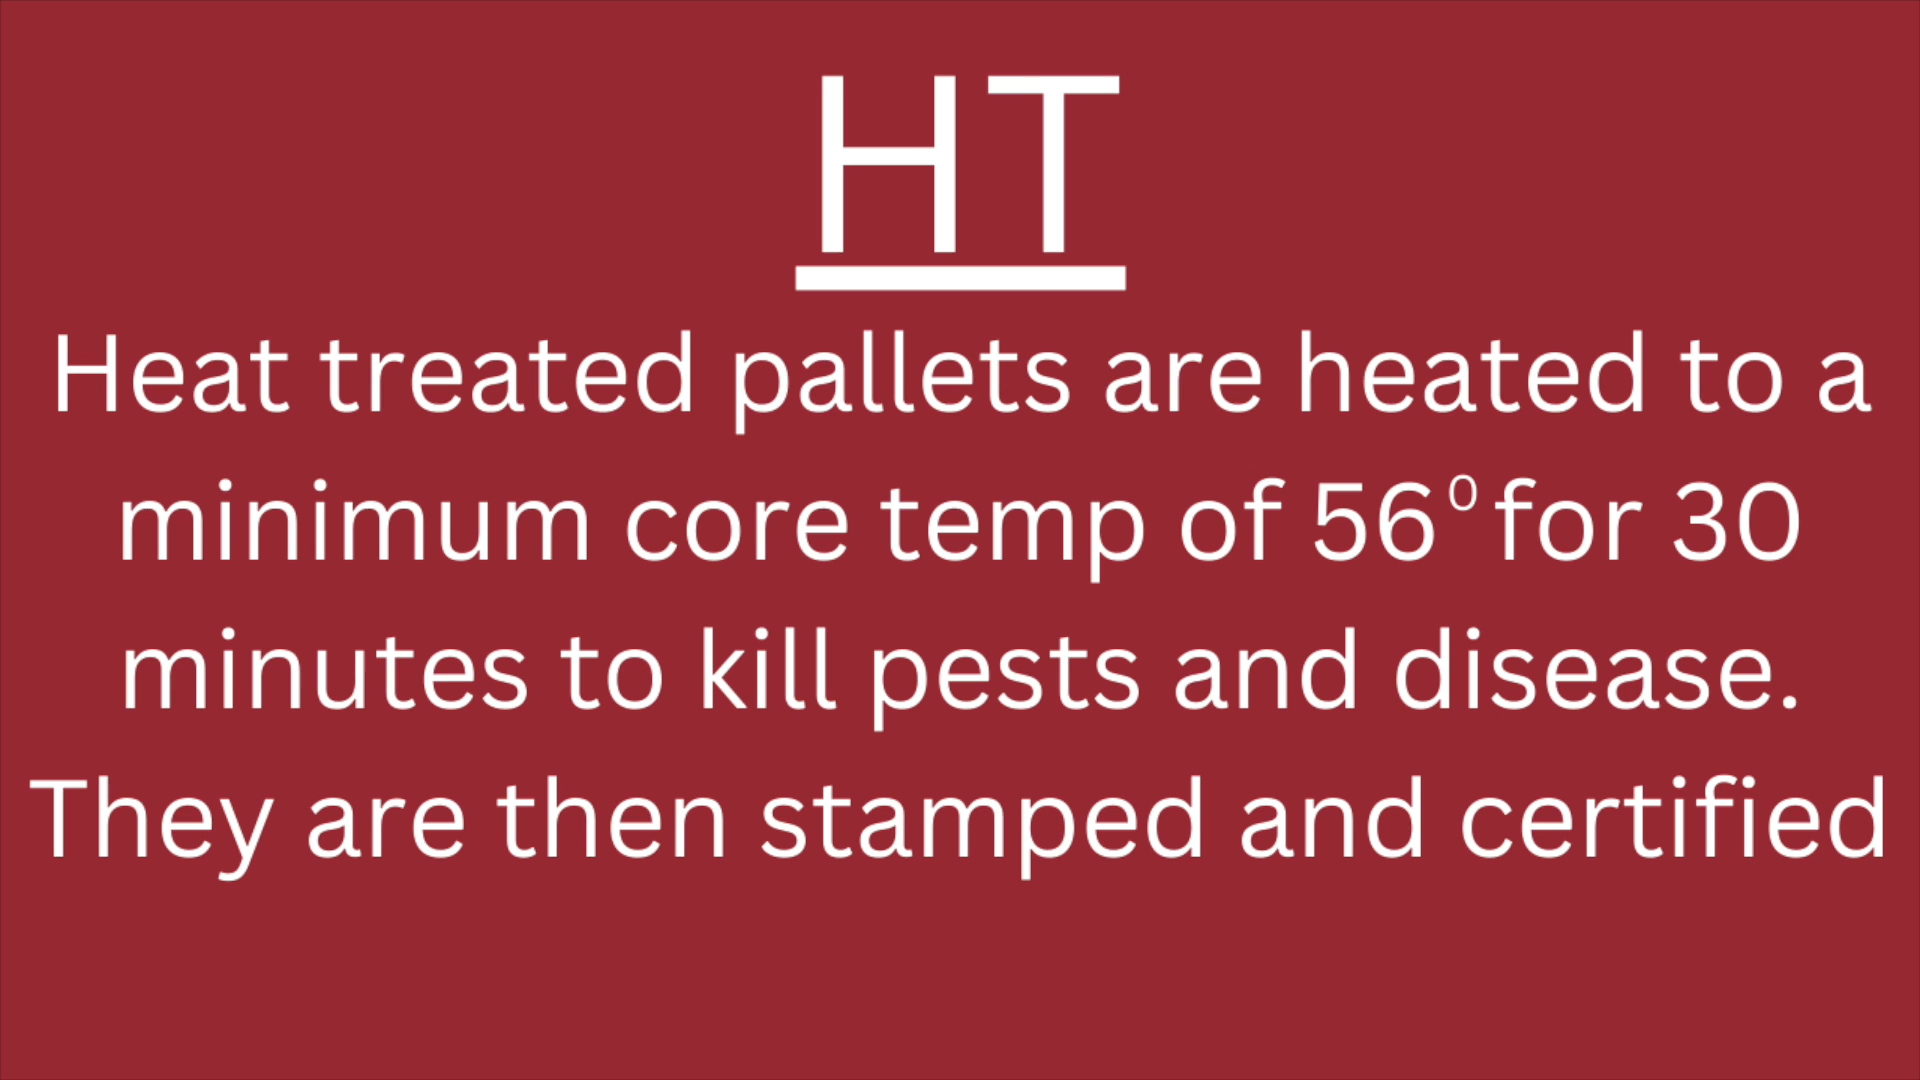 HT
Heat treated pallets are heated to a
minimum core temp of 56⁰ for 30
minutes to kill pests and disease.
They are then stamped and certified